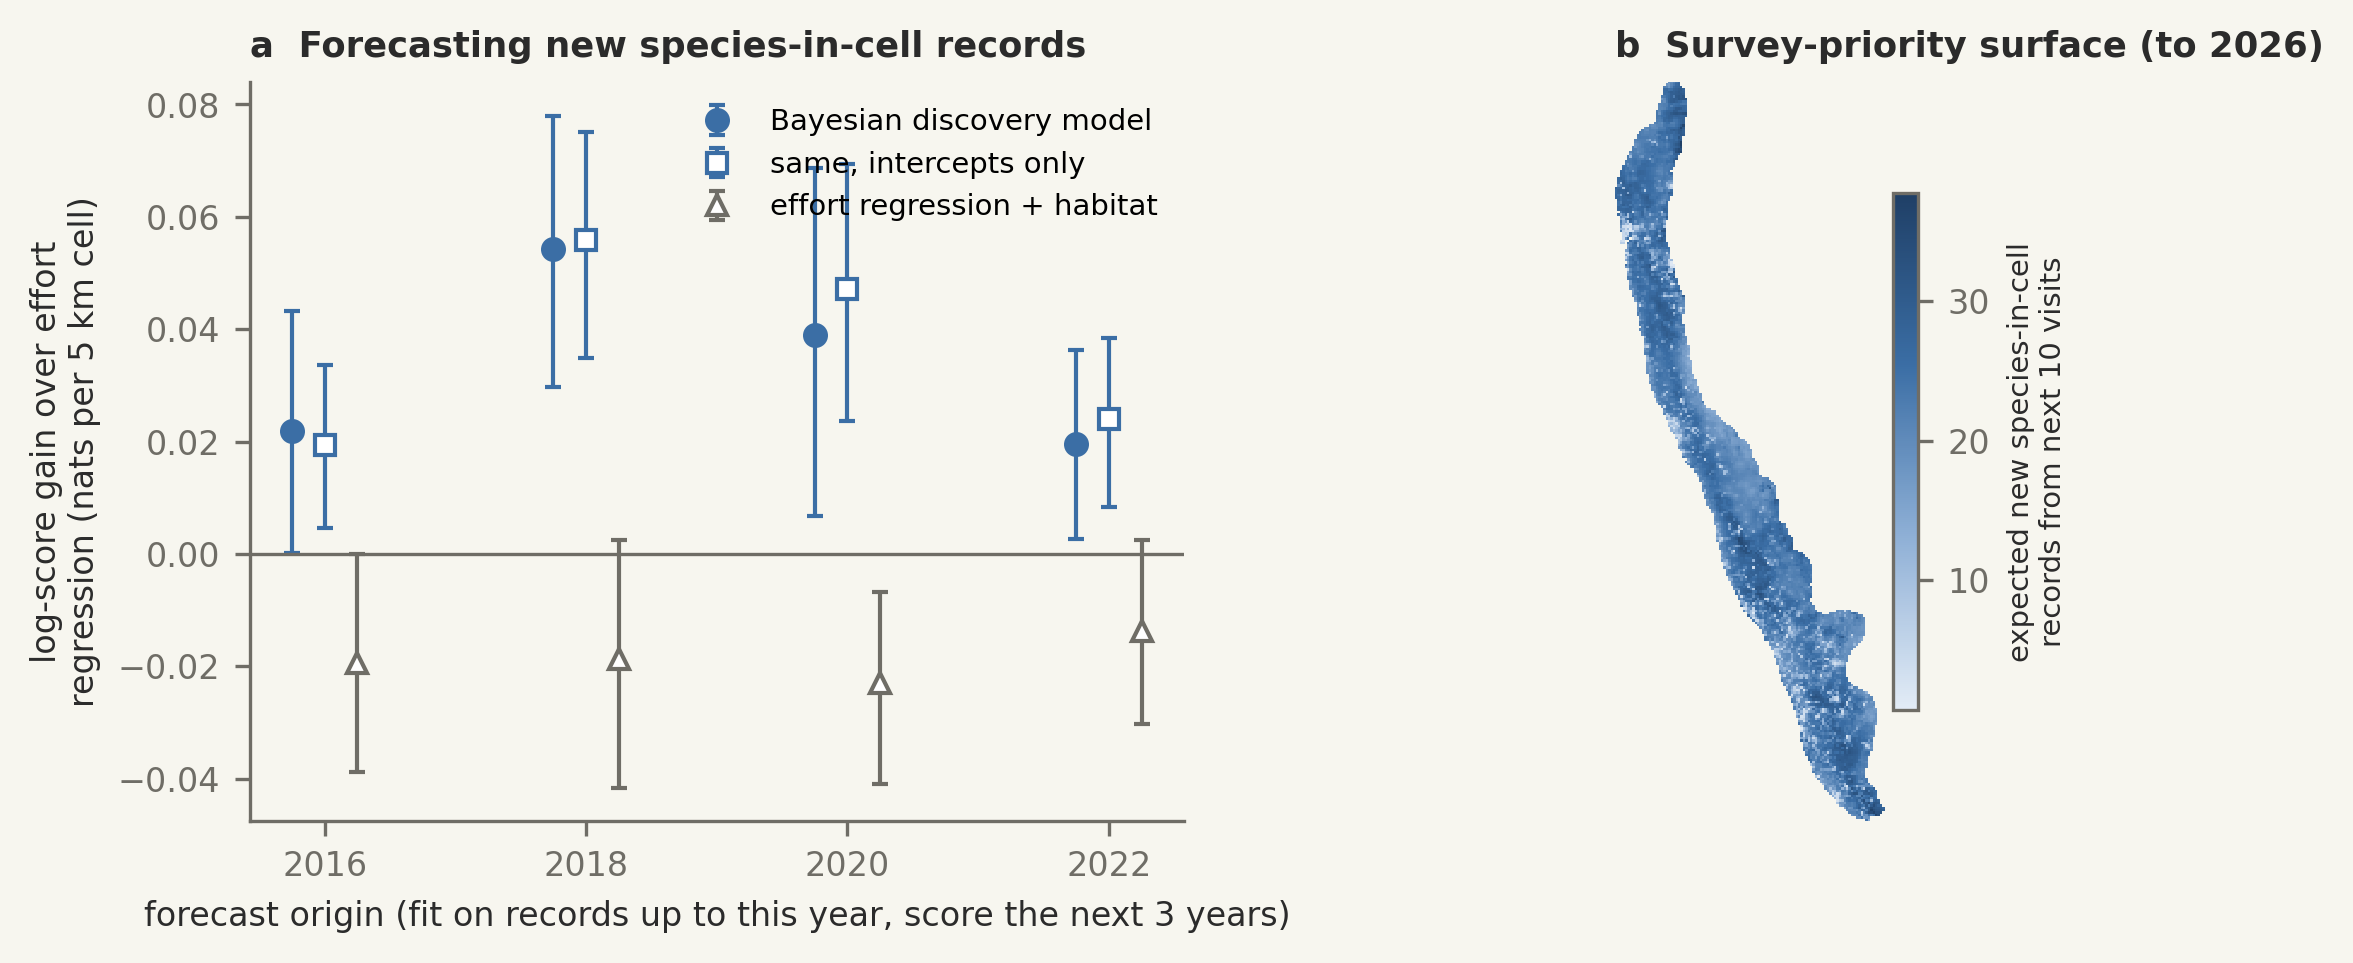 a Forecasting new species-in-cell records
b Survey-priority surface (to 2026)
log-score gain over effort
regression (nats per 5 km cell)
0.08
0.06
0.04
0.02
0.00
−0.02
−0.04
Bayesian discovery model
same, intercepts only
effort regression + habitat
2016
2018
2020
2022
forecast origin (fit on records up to this year, score the next 3 years)
30
20
10
expected new species-in-cell
records from next 10 visits